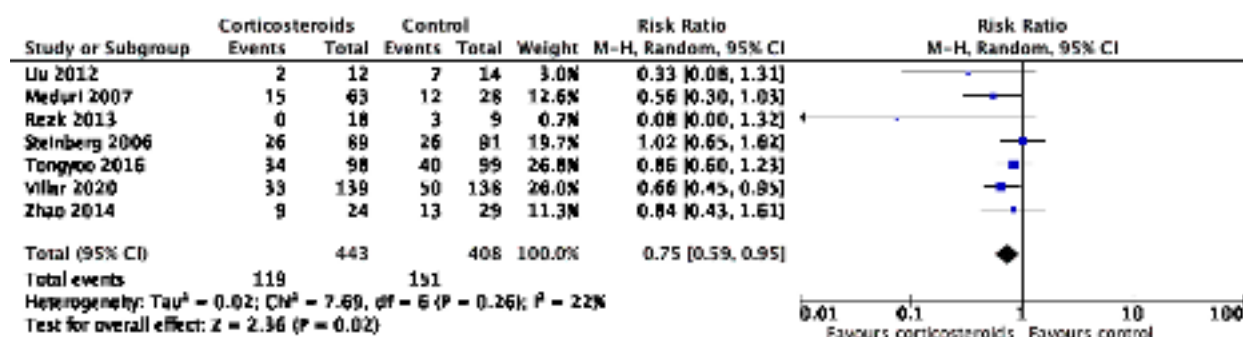 Corticosteroids Control Risk Ratio Risk Ratio
Study or Subgroup Events Total Events Total Weight M-H, Random, 95% CI M-H, Random, 95% CI
Liu 2012 2 12 7 14 3.0% 0.33 [0.08, 1.31]
Meduri 2007 15 63 12 28 12.6% 0.56 [0.30, 1.03]
Rezk 2013 0 18 3 9 0.7% 0.08 [0.00, 1.32]
Steinberg 2006 26 89 26 91 19.7% 1.02 [0.65, 1.62]
Tongyoo 2016 34 98 40 99 26.8% 0.86 [0.60, 1.23]
Villar 2020 33 139 50 138 26.0% 0.66 [0.45, 0.95]
Zhao 2014 9 24 13 29 11.3% 0.84 [0.43, 1.61]
Total (95% CI) 443 408 100.0% 0.75 [0.59, 0.95]
Total events 119 151
Heterogeneity: Tau² = 0.02; Chi² = 7.69, df = 6 (P = 0.26); I² = 22%
Test for overall effect: Z = 2.36 (P = 0.02)
0.01 0.1 1 10 100
Favours corticosteroids Favours control